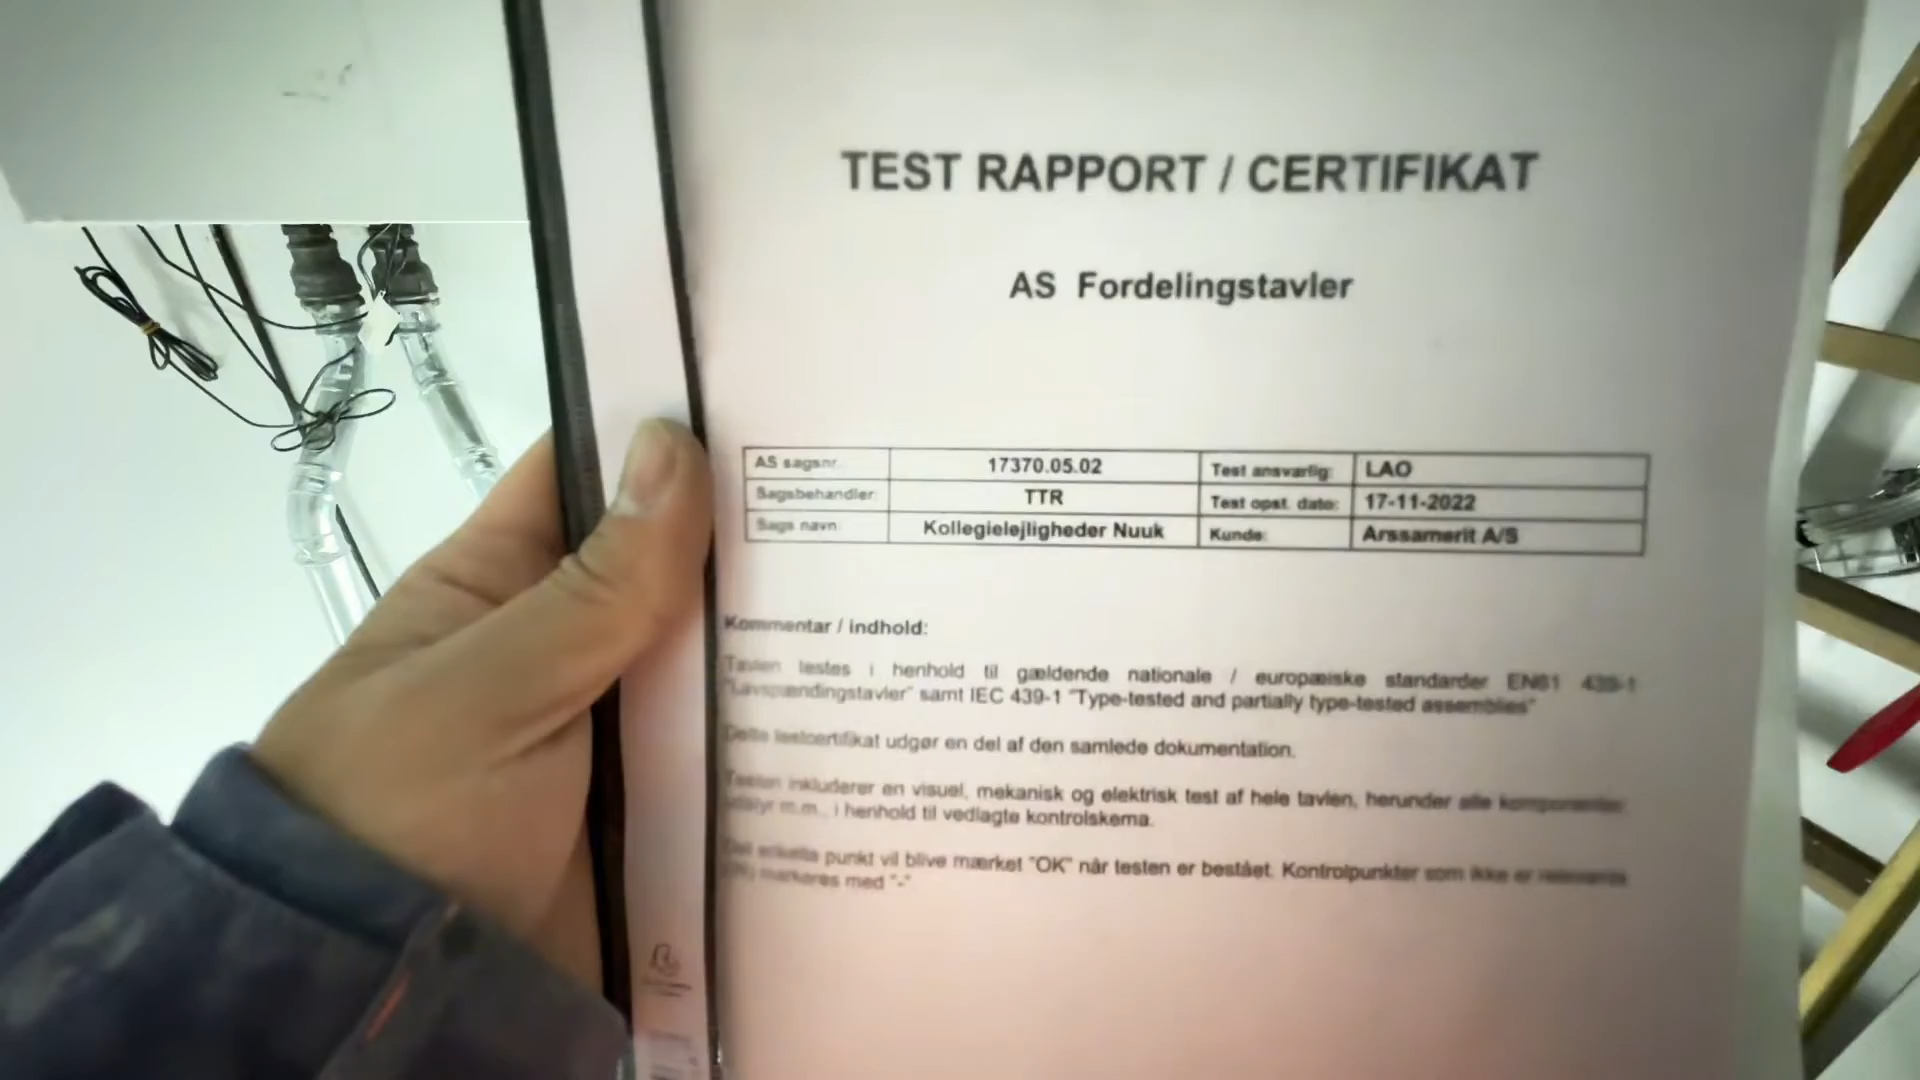 TEST RAPPORT / CERTIFIKAT
AS Fordelingstavler
AS sagsnr. 17370.05.02 Test ansvarlig: LAO
Sagsbehandler: TTR Test opst. dato: 17-11-2022
Sags navn: Kollegielejligheder Nuuk Kunde: Arssamerit A/S
Kommentar / indhold:
Tavlen testes i henhold til gældende nationale / europæiske standarder EN61 439-1
"Lavspændingstavler" samt IEC 439-1 "Type-tested and partially type-tested assemblies"
Dette testcertifikat udgør en del af den samlede dokumentation.
Testen inkluderer en visuel, mekanisk og elektrisk test af hele tavlen, herunder alle komponenter,
udstyr m.m., i henhold til vedlagte kontrolskema.
Det enkelte punkt vil blive mærket "OK" når testen er bestået. Kontrolpunkter som ikke er relevante
markeres med "-"